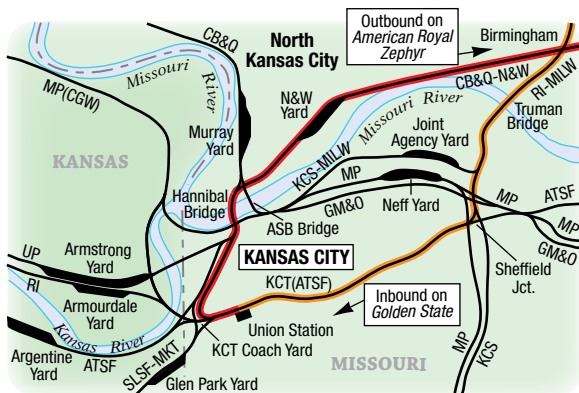 CB&Q
Outbound on
American Royal
Zephyr
Birmingham
North
Kansas City
Missouri
River
MP(CGW)
N&W
Yard
CB&Q-N&W
RI-MILW
Missouri River
Truman
Bridge
Murray
Yard
Joint
Agency Yard
KANSAS
KCS-MILW
MP
Hannibal
Bridge
GM&O
Neff Yard
MP
ATSF
ASB Bridge
MP
UP
Armstrong
Yard
KANSAS CITY
GM&O
RI
Sheffield
Jct.
Armourdale
Yard
KCT(ATSF)
Inbound on
Golden State
Kansas River
Union Station
Argentine
Yard
ATSF
KCT Coach Yard
SLSF-MKT
MP
KCS
MISSOURI
Glen Park Yard